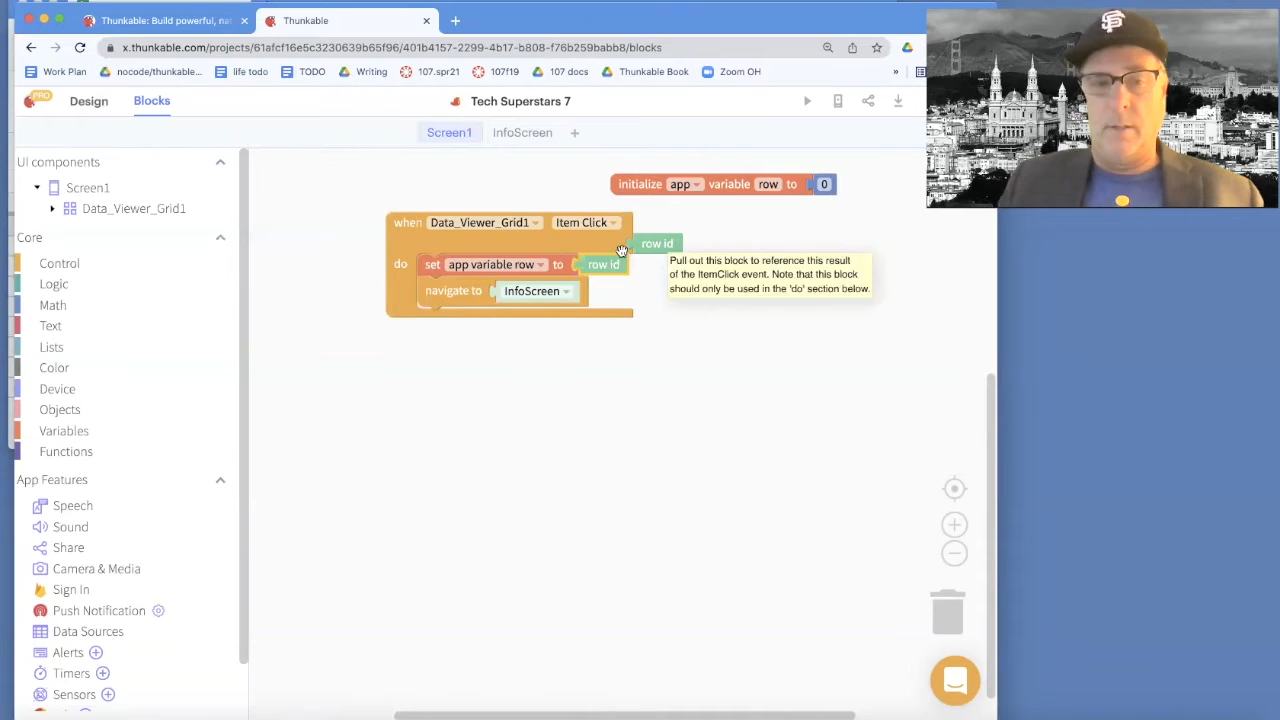 Thunkable: Build powerful, nat
Thunkable
x.thunkable.com/projects/61afcf16e5c3230639b65f96/401b4157-2299-4b17-b808-f76b259babb8/blocks
Work Plan
nocode/thunkable...
life todo
TODO
Writing
107.spr21
107f19
107 docs
Thunkable Book
Zoom OH
»
PRO
Design
Blocks
Tech Superstars 7
Screen1
InfoScreen
UI components
Screen1
Data_Viewer_Grid1
Core
Control
Logic
Math
Text
Lists
Color
Device
Objects
Variables
Functions
App Features
Speech
Sound
Share
Camera & Media
Sign In
Push Notification
Data Sources
Alerts
Timers
Sensors
initialize app variable row to 0
when Data_Viewer_Grid1 Item Click
row id
do set app variable row to row id
navigate to InfoScreen
Pull out this block to reference this result
of the ItemClick event. Note that this block
should only be used in the 'do' section below.
SF